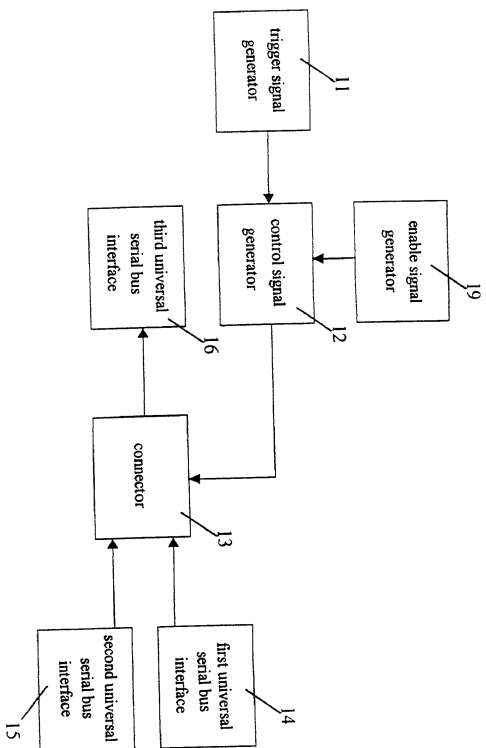 trigger signal
generator
11
control signal
generator
12
enable signal
generator
19
third universal
serial bus
interface
16
connector
13
first universal
serial bus
interface
14
second universal
serial bus
interface
15